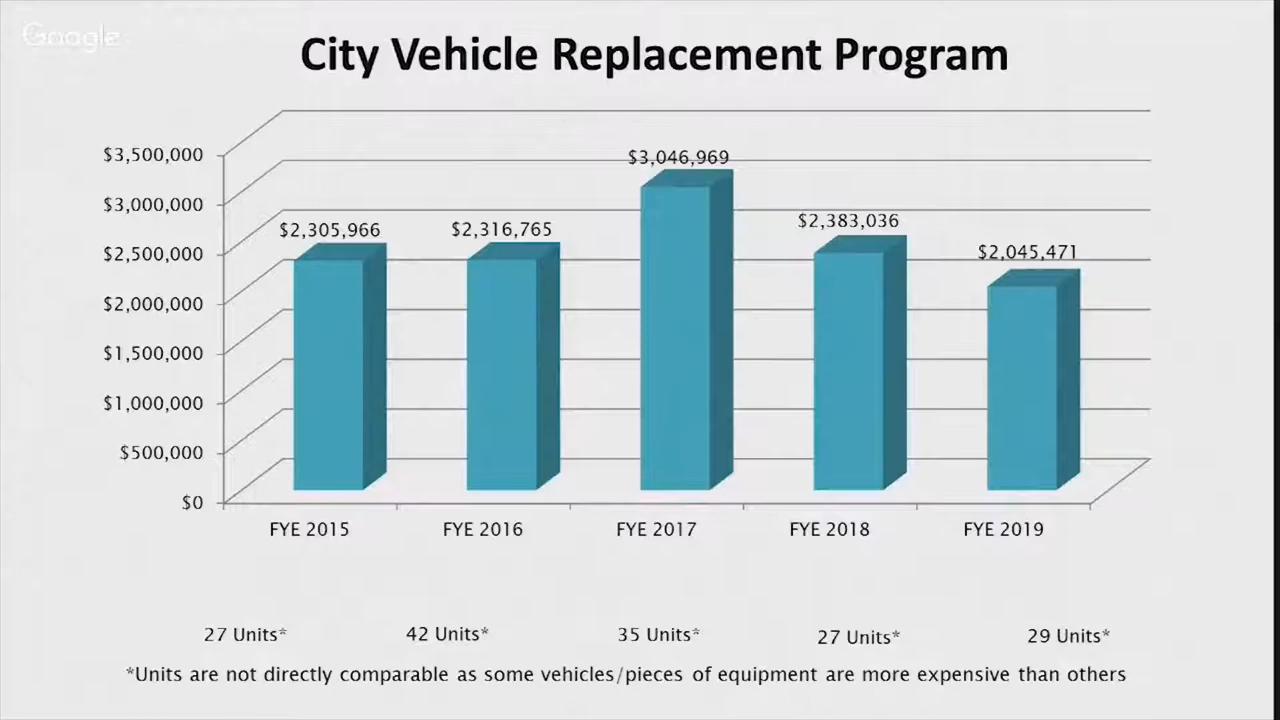 Google
City Vehicle Replacement Program
$3,500,000
$3,000,000
$2,500,000
$2,000,000
$1,500,000
$1,000,000
$500,000
$0
$2,305,966
$2,316,765
$3,046,969
$2,383,036
$2,045,471
FYE 2015 FYE 2016 FYE 2017 FYE 2018 FYE 2019
27 Units* 42 Units* 35 Units* 27 Units* 29 Units*
*Units are not directly comparable as some vehicles/pieces of equipment are more expensive than others